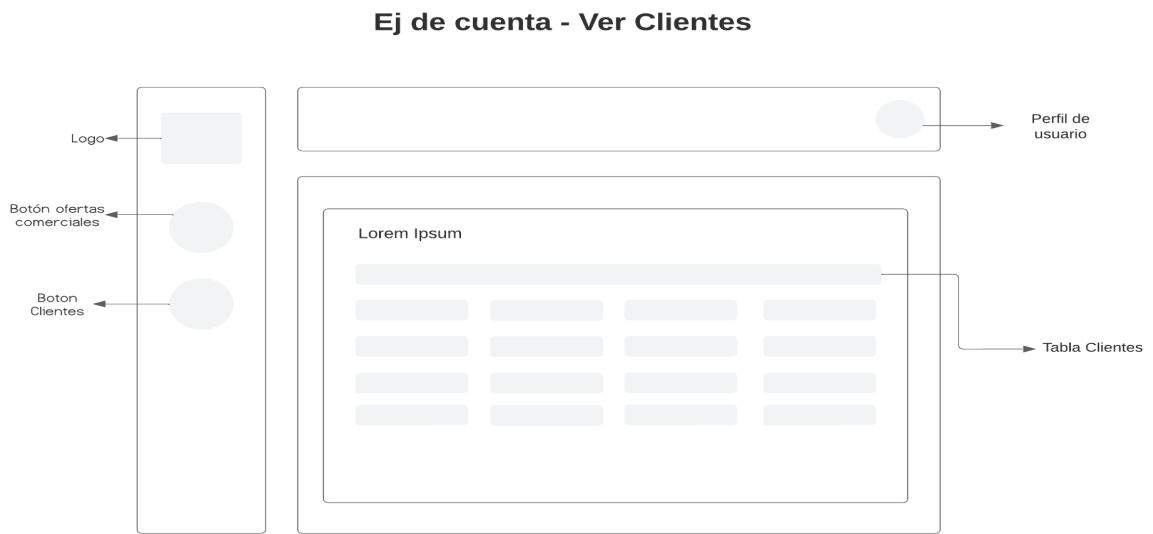 Ej de cuenta - Ver Clientes
Logo
Perfil de
usuario
Botón ofertas
comerciales
Lorem Ipsum
Boton
Clientes
Tabla Clientes